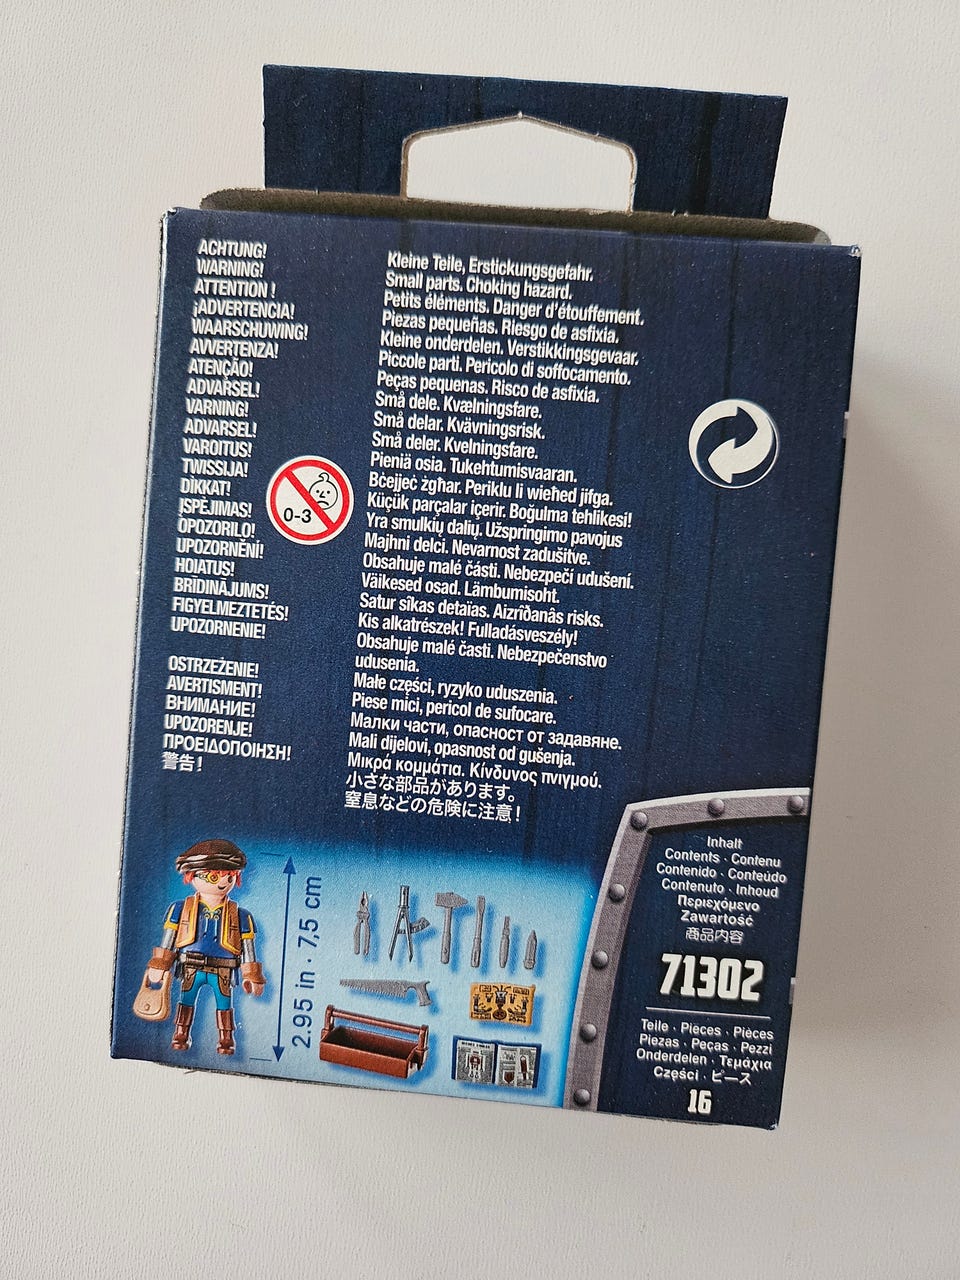 ACHTUNG! Kleine Teile, Erstickungsgefahr.
WARNING! Small parts. Choking hazard.
ATTENTION ! Petits éléments. Danger d'étouffement.
¡ADVERTENCIA! Piezas pequeñas. Riesgo de asfixia.
WAARSCHUWING! Kleine onderdelen. Verstikkingsgevaar.
AVVERTENZA! Piccole parti. Pericolo di soffocamento.
ATENÇÃO! Peças pequenas. Risco de asfixia.
ADVARSEL! Små dele. Kvælningsfare.
VARNING! Små delar. Kvävningsrisk.
ADVARSEL! Små deler. Kvelningsfare.
VAROITUS! Pieniä osia. Tukehtumisvaaran.
TWISSIJA! Bċejjeċ żgħar. Periklu li wieħed jifga.
DİKKAT! Küçük parçalar içerir. Boğulma tehlikesi!
ĮSPĖJIMAS! Yra smulkių dalių. Užspringimo pavojus
OPOZORILO! Majhni delci. Nevarnost zadušitve.
UPOZORNĚNÍ! Obsahuje malé části. Nebezpečí udušení.
HOIATUS! Väikesed osad. Lämbumisoht.
BRĪDINĀJUMS! Satur sīkas detaļas. Aizrīðanâs risks.
FIGYELMEZTETÉS! Kis alkatrészek! Fulladásveszély!
UPOZORNENIE! Obsahuje malé časti. Nebezpečenstvo
udusenia.
OSTRZEŻENIE! Małe części, ryzyko uduszenia.
AVERTISMENT! Piese mici, pericol de sufocare.
ВНИМАНИЕ! Малки части, опасност от задавяне.
UPOZORENJE! Mali dijelovi, opasnost od gušenja.
ΠΡΟΕΙΔΟΠΟΙΗΣΗ! Μικρά κομμάτια. Κίνδυνος πνιγμού.
警告! 小さな部品があります。
窒息などの危険に注意!
0-3
2.95 in · 7,5 cm
Inhalt
Contents · Contenu
Contenido · Conteúdo
Contenuto · Inhoud
Περιεχόμενο
Zawartość
商品内容
71302
Teile · Pieces · Pièces
Piezas · Peças · Pezzi
Onderdelen · Τεμάχια
Części · ピース
16